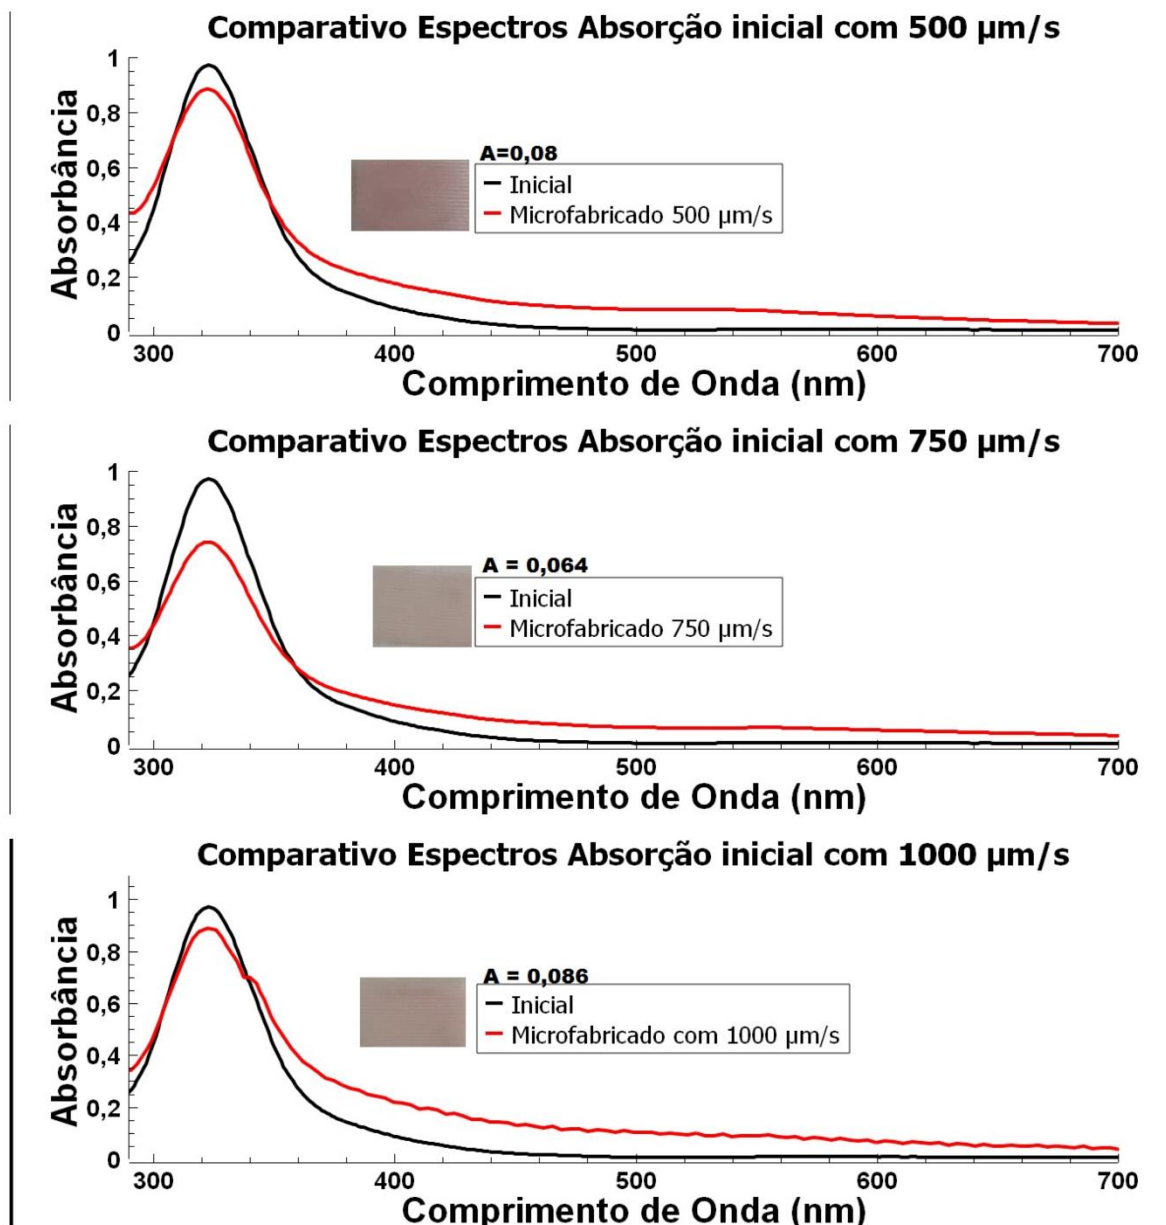 Comparativo Espectros Absorção inicial com 500 µm/s
Absorbância
1
0,8
0,6
0,4
0,2
0
A=0,08
Inicial
Microfabricado 500 µm/s
300 400 500 600 700
Comprimento de Onda (nm)
Comparativo Espectros Absorção inicial com 750 µm/s
Absorbância
1
0,8
0,6
0,4
0,2
0
A = 0,064
Inicial
Microfabricado 750 µm/s
300 400 500 600 700
Comprimento de Onda (nm)
Comparativo Espectros Absorção inicial com 1000 µm/s
Absorbância
1
0,8
0,6
0,4
0,2
0
A = 0,086
Inicial
Microfabricado com 1000 µm/s
300 400 500 600 700
Comprimento de Onda (nm)